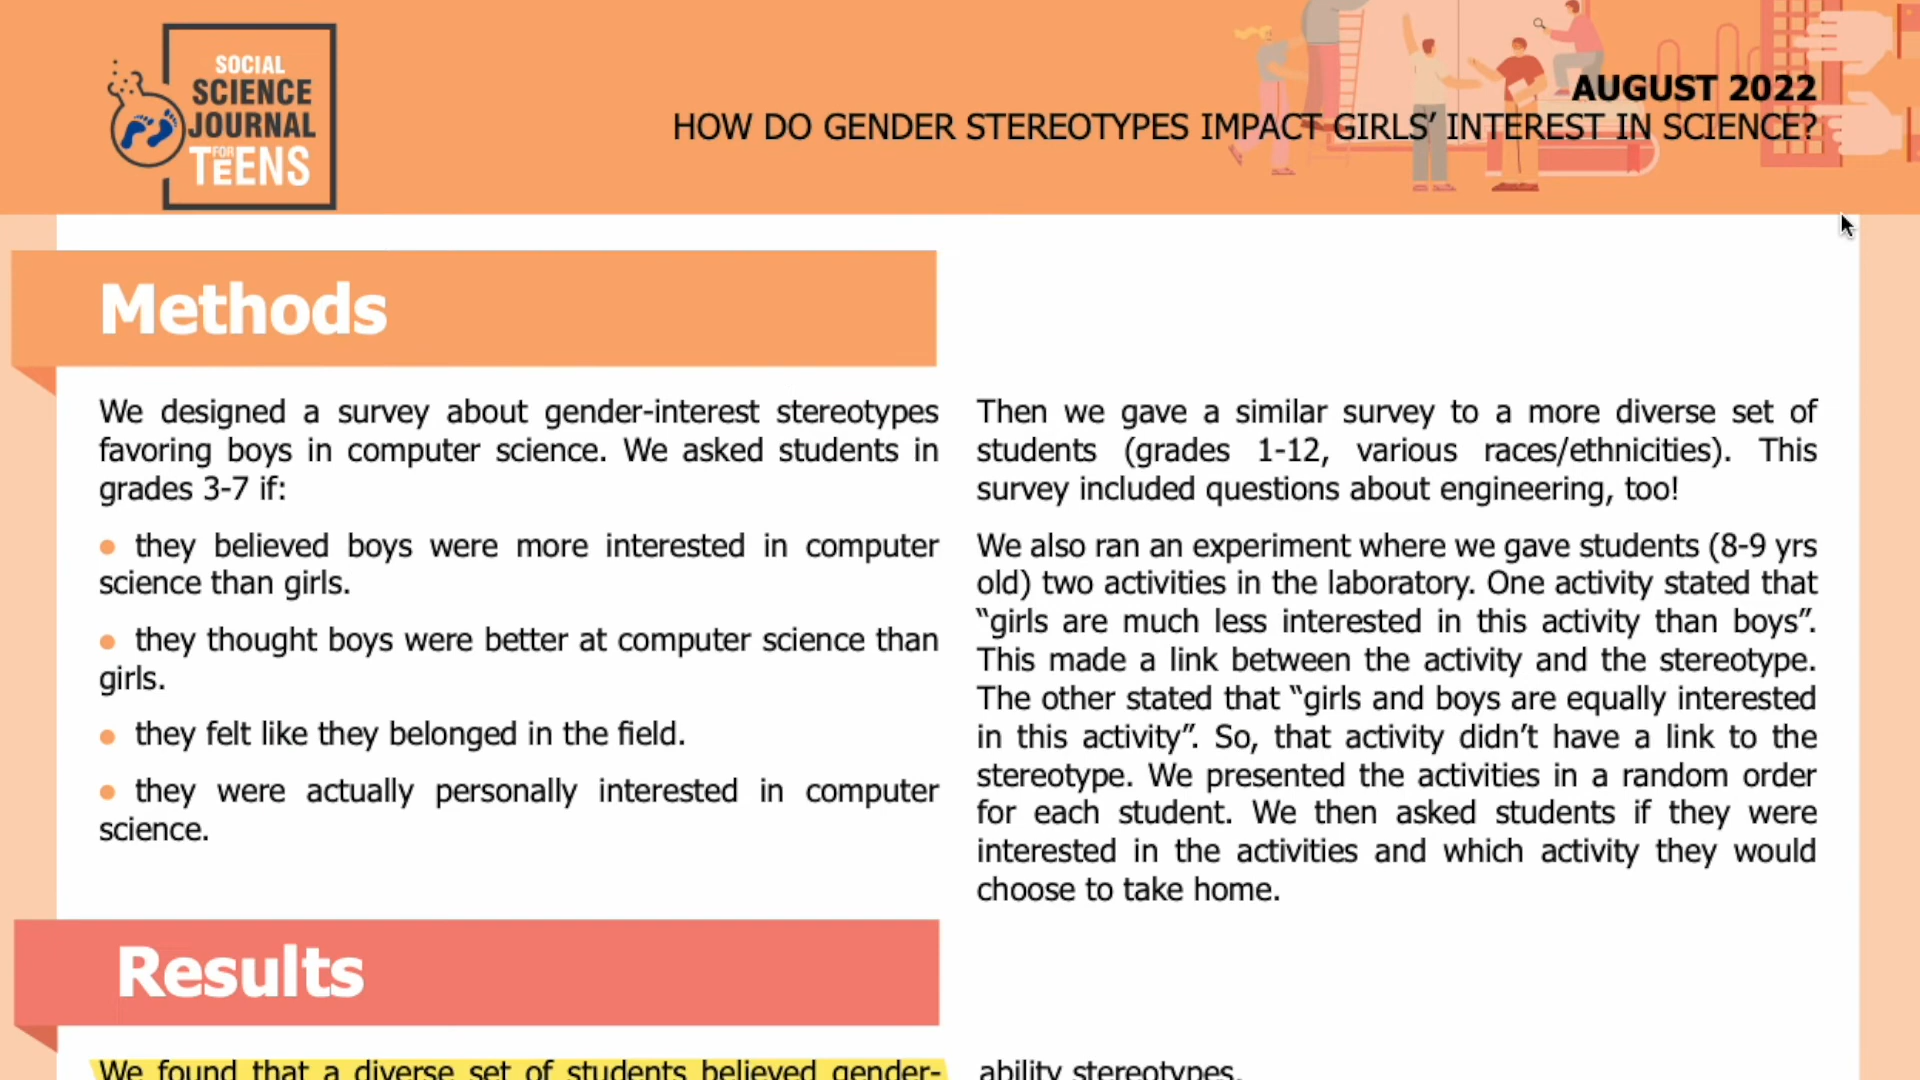 SOCIAL
SCIENCE
JOURNAL
FOR
TEENS
AUGUST 2022
HOW DO GENDER STEREOTYPES IMPACT GIRLS’ INTEREST IN SCIENCE?
Methods
We designed a survey about gender-interest stereotypes
favoring boys in computer science. We asked students in
grades 3-7 if:
● they believed boys were more interested in computer
science than girls.
● they thought boys were better at computer science than
girls.
● they felt like they belonged in the field.
● they were actually personally interested in computer
science.
Then we gave a similar survey to a more diverse set of
students (grades 1-12, various races/ethnicities). This
survey included questions about engineering, too!
We also ran an experiment where we gave students (8-9 yrs
old) two activities in the laboratory. One activity stated that
“girls are much less interested in this activity than boys”.
This made a link between the activity and the stereotype.
The other stated that “girls and boys are equally interested
in this activity”. So, that activity didn’t have a link to the
stereotype. We presented the activities in a random order
for each student. We then asked students if they were
interested in the activities and which activity they would
choose to take home.
Results
We found that a diverse set of students believed gender-
ability stereotypes.